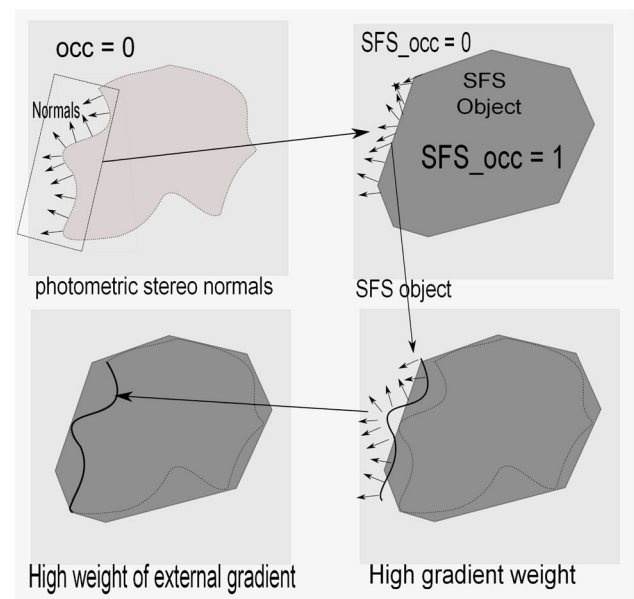 occ = 0
Normals
photometric stereo normals
SFS_occ = 0
SFS
Object
SFS_occ = 1
SFS object
High weight of external gradient
High gradient weight